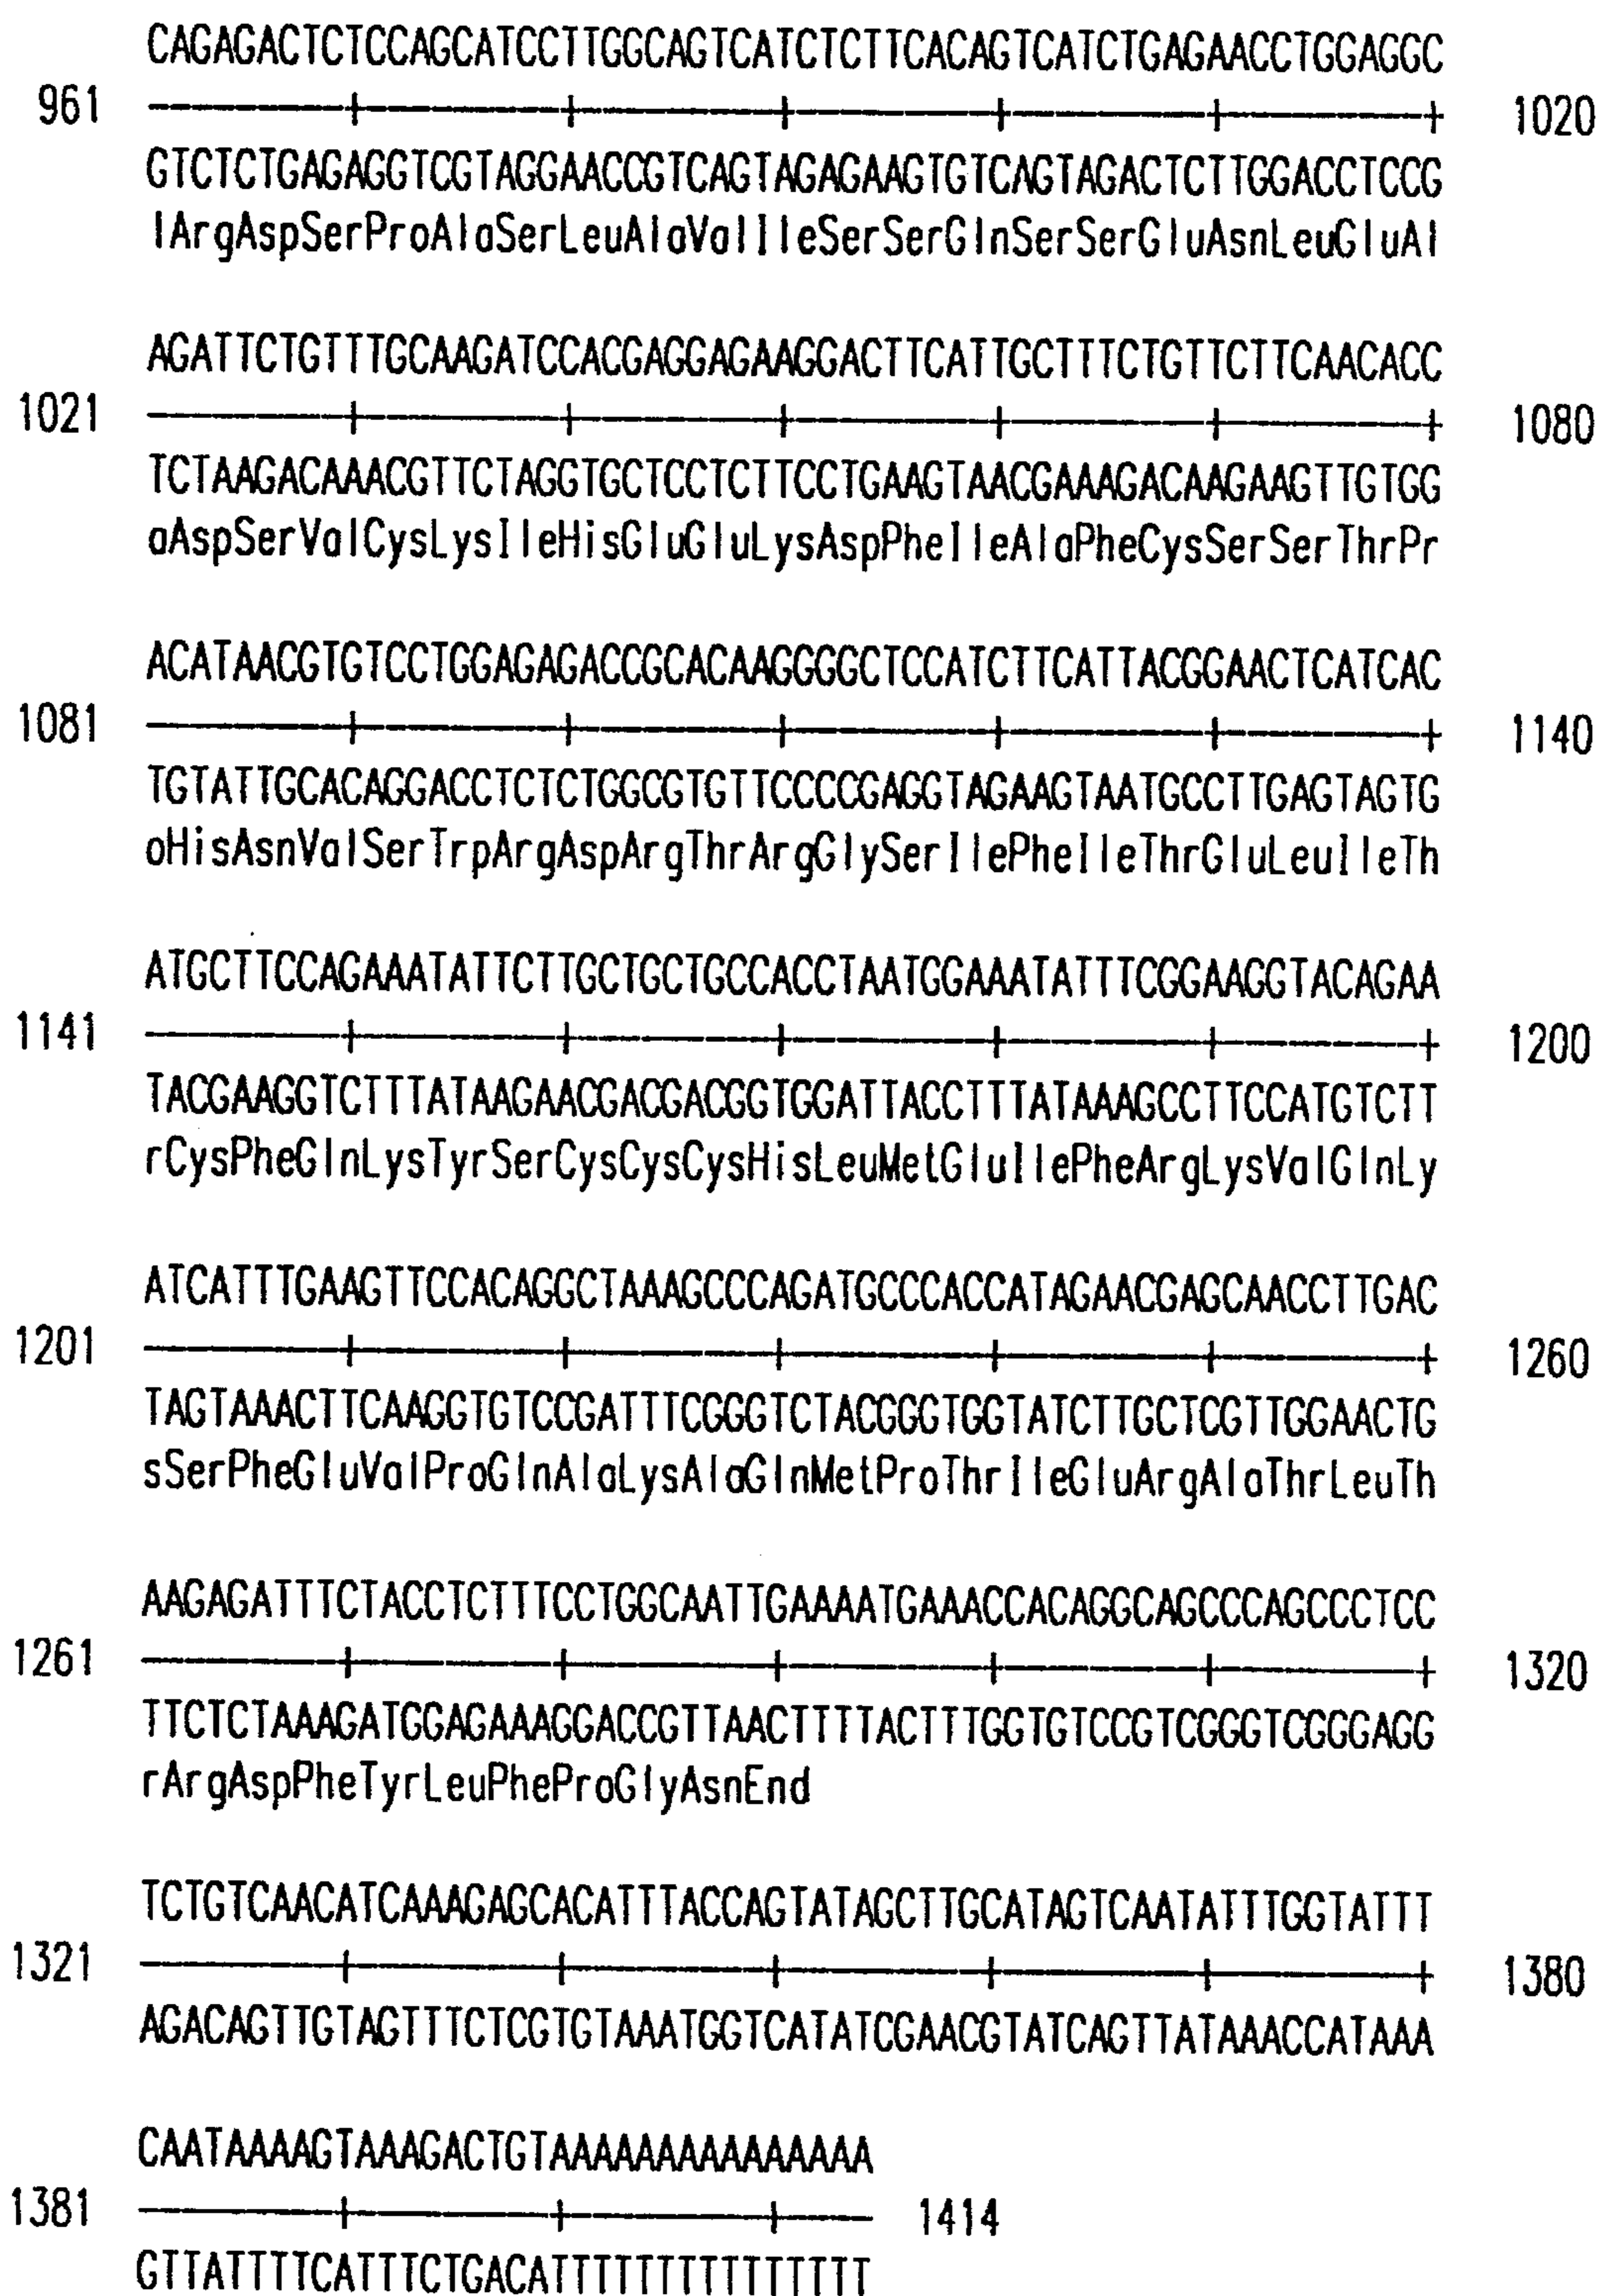 CAGAGACTCTCCAGCATCCTTGGCAGTCATCTCTTCACAGTCATCTGAGAACCTGGAGGC
961 1020
GTCTCTGAGAGGTCGTAGGAACCGTCAGTAGAGAAGTGTCAGTAGACTCTTGGACCTCCG
lArgAspSerProAlaSerLeuAlaValIleSerSerGlnSerSerGluAsnLeuGluAl
AGATTCTGTTTGCAAGATCCACGAGGAGAAGGACTTCATTGCTTTCTGTTCTTCAACACC
1021 1080
TCTAAGACAAACGTTCTAGGTGCTCCTCTTCCTGAAGTAACGAAAGACAAGAAGTTGTGG
aAspSerValCysLysIleHisGluGluLysAspPheIleAlaPheCysSerSerThrPr
ACATAACGTGTCCTGGAGAGACCGCACAAGGGGCTCCATCTTCATTACGGAACTCATCAC
1081 1140
TGTATTGCACAGGACCTCTCTGGCGTGTTCCCCGAGGTAGAAGTAATGCCTTGAGTAGTG
oHisAsnValSerTrpArgAspArgThrArgGlySerIlePheIleThrGluLeuIleTh
ATGCTTCCAGAAATATTCTTGCTGCTGCCACCTAATGGAAATATTTCGGAAGGTACAGAA
1141 1200
TACGAAGGTCTTTATAAGAACGACGACGGTGGATTACCTTTATAAAGCCTTCCATGTCTT
rCysPheGlnLysTyrSerCysCysCysHisLeuMetGluIlePheArgLysValGlnLy
ATCATTTGAAGTTCCACAGGCTAAAGCCCAGATGCCCACCATAGAACGAGCAACCTTGAC
1201 1260
TAGTAAACTTCAAGGTGTCCGATTTCGGGTCTACGGGTGGTATCTTGCTCGTTGGAACTG
sSerPheGluValProGlnAlaLysAlaGlnMetProThrIleGluArgAlaThrLeuTh
AAGAGATTTCTACCTCTTTCCTGGCAATTGAAAATGAAACCACAGGCAGCCCAGCCCTCC
1261 1320
TTCTCTAAAGATGGAGAAAGGACCGTTAACTTTTACTTTGGTGTCCGTCGGGTCGGGAGG
rArgAspPheTyrLeuPheProGlyAsnEnd
TCTGTCAACATCAAAGAGCACATTTACCAGTATAGCTTGCATAGTCAATATTTGGTATTT
1321 1380
AGACAGTTGTAGTTTCTCGTGTAAATGGTCATATCGAACGTATCAGTTATAAACCATAAA
CAATAAAAGTAAAGACTGTAAAAAAAAAAAAAAA
1381 1414
GTTATTTTCATTTCTGACATTTTTTTTTTTTTTT